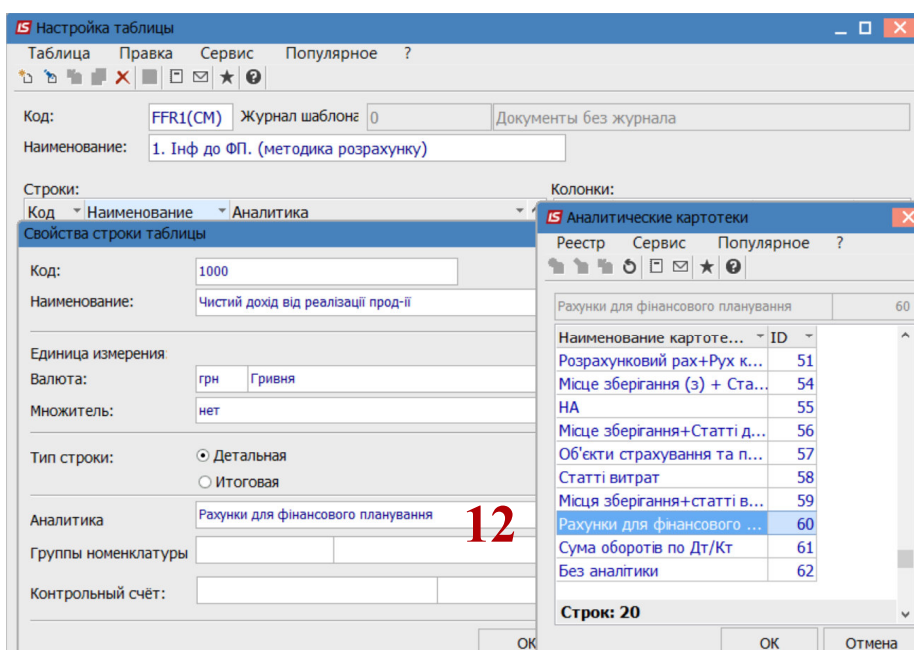 Настройка таблицы
Таблица Правка Сервис Популярное ?
Код: FFR1(CM) Журнал шаблона 0 Документы без журнала
Наименование: 1. Інф до ФП. (методика розрахунку)
Строки: Колонки:
Код Наименование Аналитика
Свойства строки таблицы
Код: 1000
Наименование: Чистий дохід від реалізації прод-ії
Единица измерения
Валюта: грн Гривня
Множитель: нет
Тип строки: Детальная
Итоговая
Аналитика Рахунки для фінансового планування
12
Группы номенклатуры
Контрольный счёт:
ОК
Аналитические картотеки
Реестр Сервис Популярное ?
Рахунки для фінансового планування 60
Наименование картоте... ID
Розрахунковий рах+Рух к... 51
Місце зберігання (з) + Ста... 54
НА 55
Місце зберігання+Статті д... 56
Об'єкти страхування та п... 57
Статті витрат 58
Місця зберігання+статті в... 59
Рахунки для фінансового ... 60
Сума оборотів по Дт/Кт 61
Без аналітики 62
Строк: 20
ОК Отмена